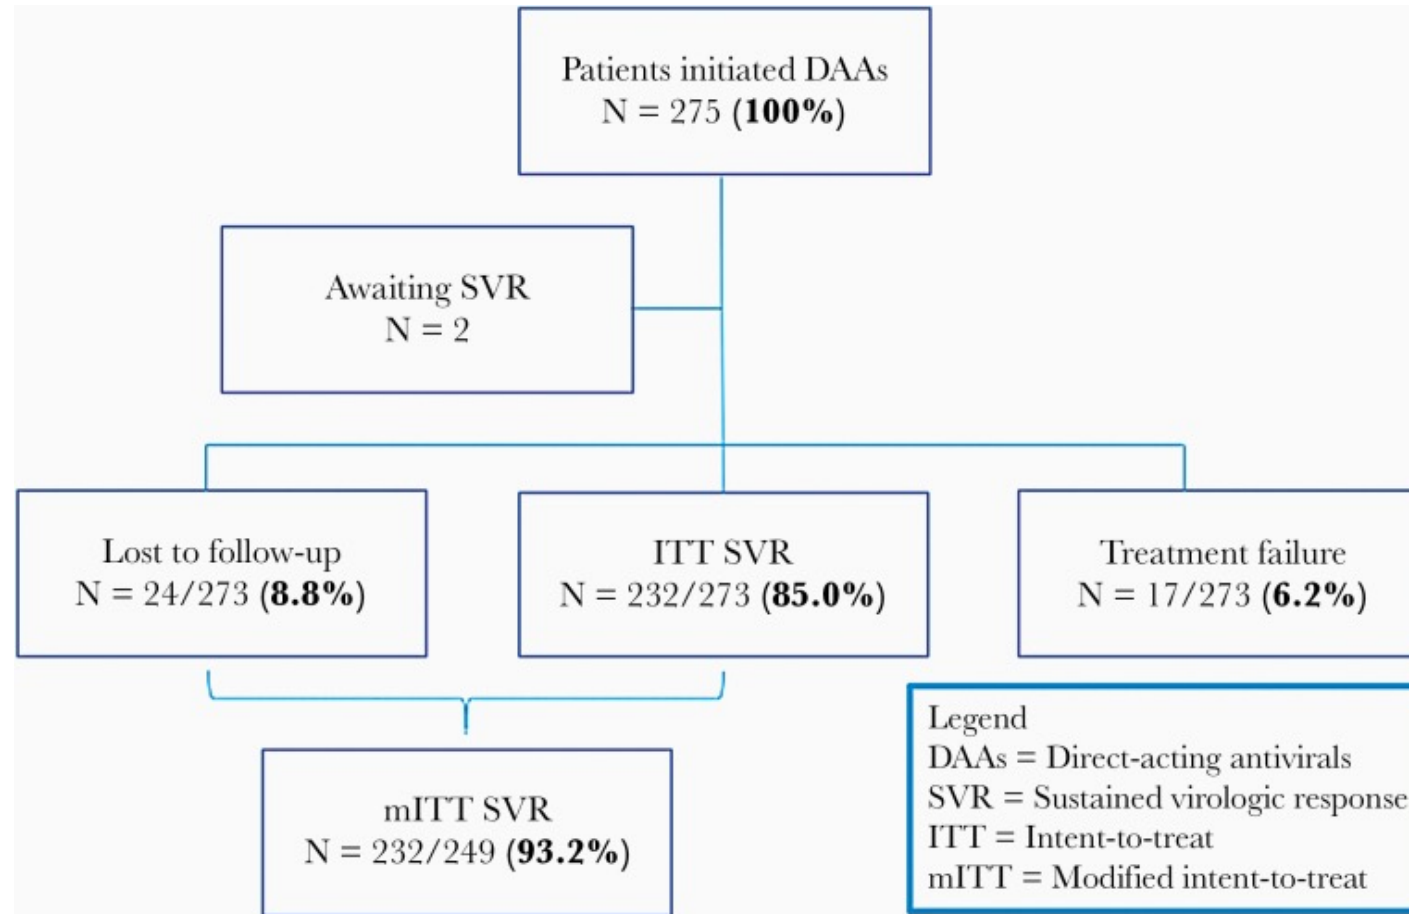 Patients initiated DAAs
N = 275 (100%)
Awaiting SVR
N = 2
Lost to follow-up
N = 24/273 (8.8%)
ITT SVR
N = 232/273 (85.0%)
Treatment failure
N = 17/273 (6.2%)
mITT SVR
N = 232/249 (93.2%)
Legend
DAAs = Direct-acting antivirals
SVR = Sustained virologic response
ITT = Intent-to-treat
mITT = Modified intent-to-treat